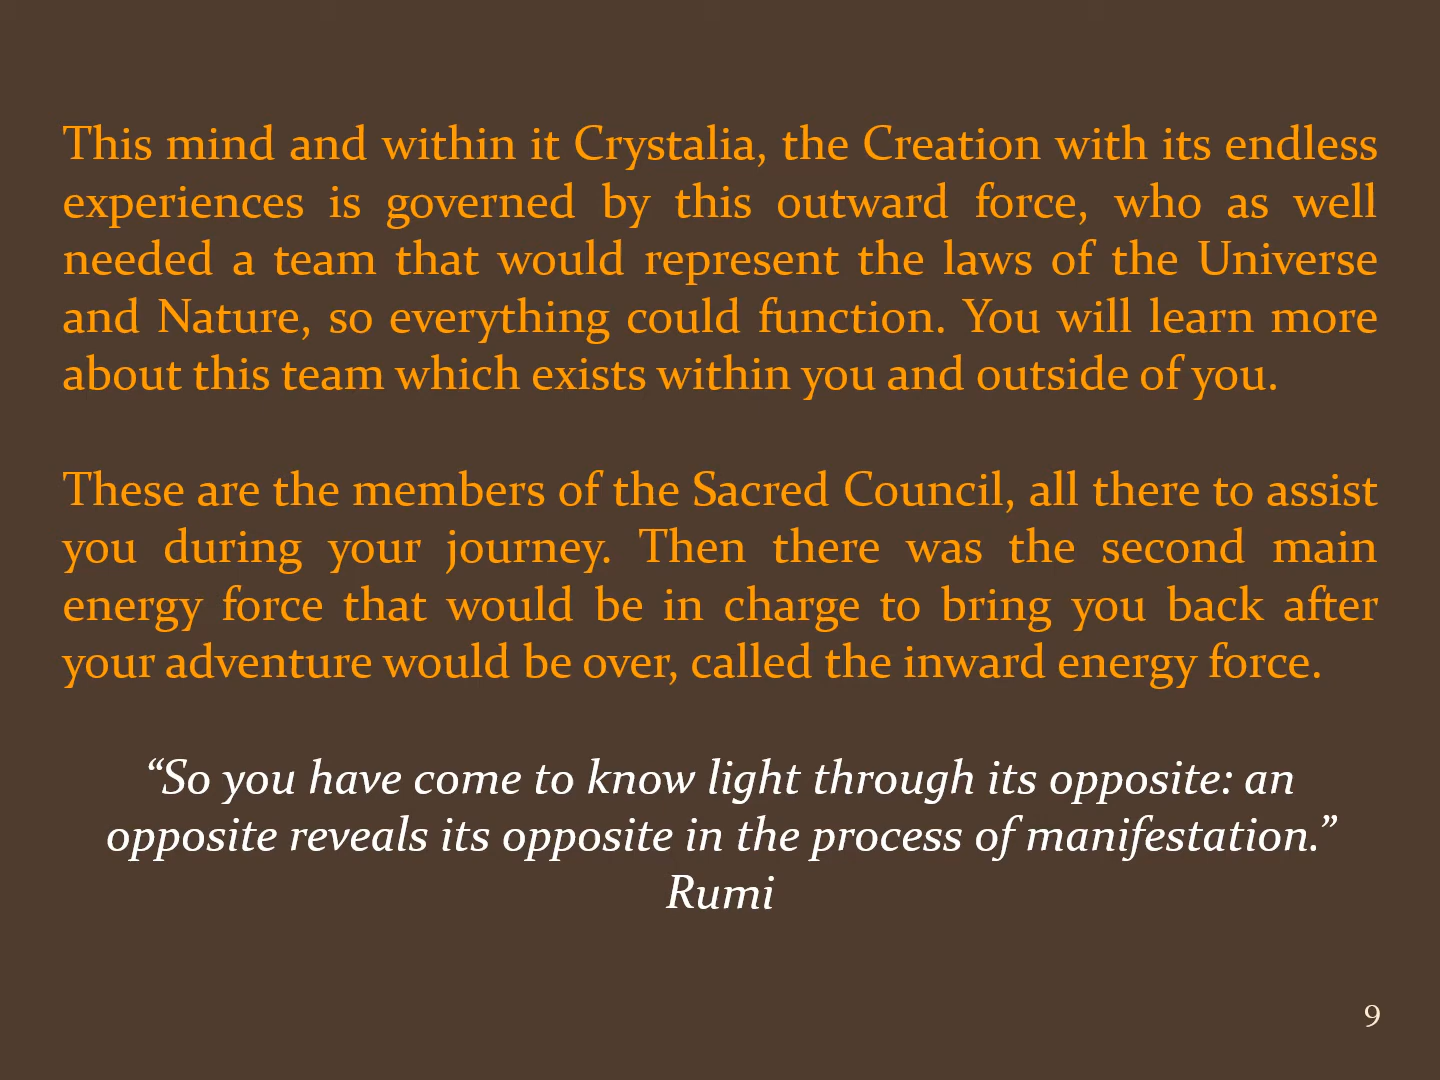 This mind and within it Crystalia, the Creation with its endless
experiences is governed by this outward force, who as well
needed a team that would represent the laws of the Universe
and Nature, so everything could function. You will learn more
about this team which exists within you and outside of you.
These are the members of the Sacred Council, all there to assist
you during your journey. Then there was the second main
energy force that would be in charge to bring you back after
your adventure would be over, called the inward energy force.
“So you have come to know light through its opposite: an
opposite reveals its opposite in the process of manifestation.”
Rumi
9